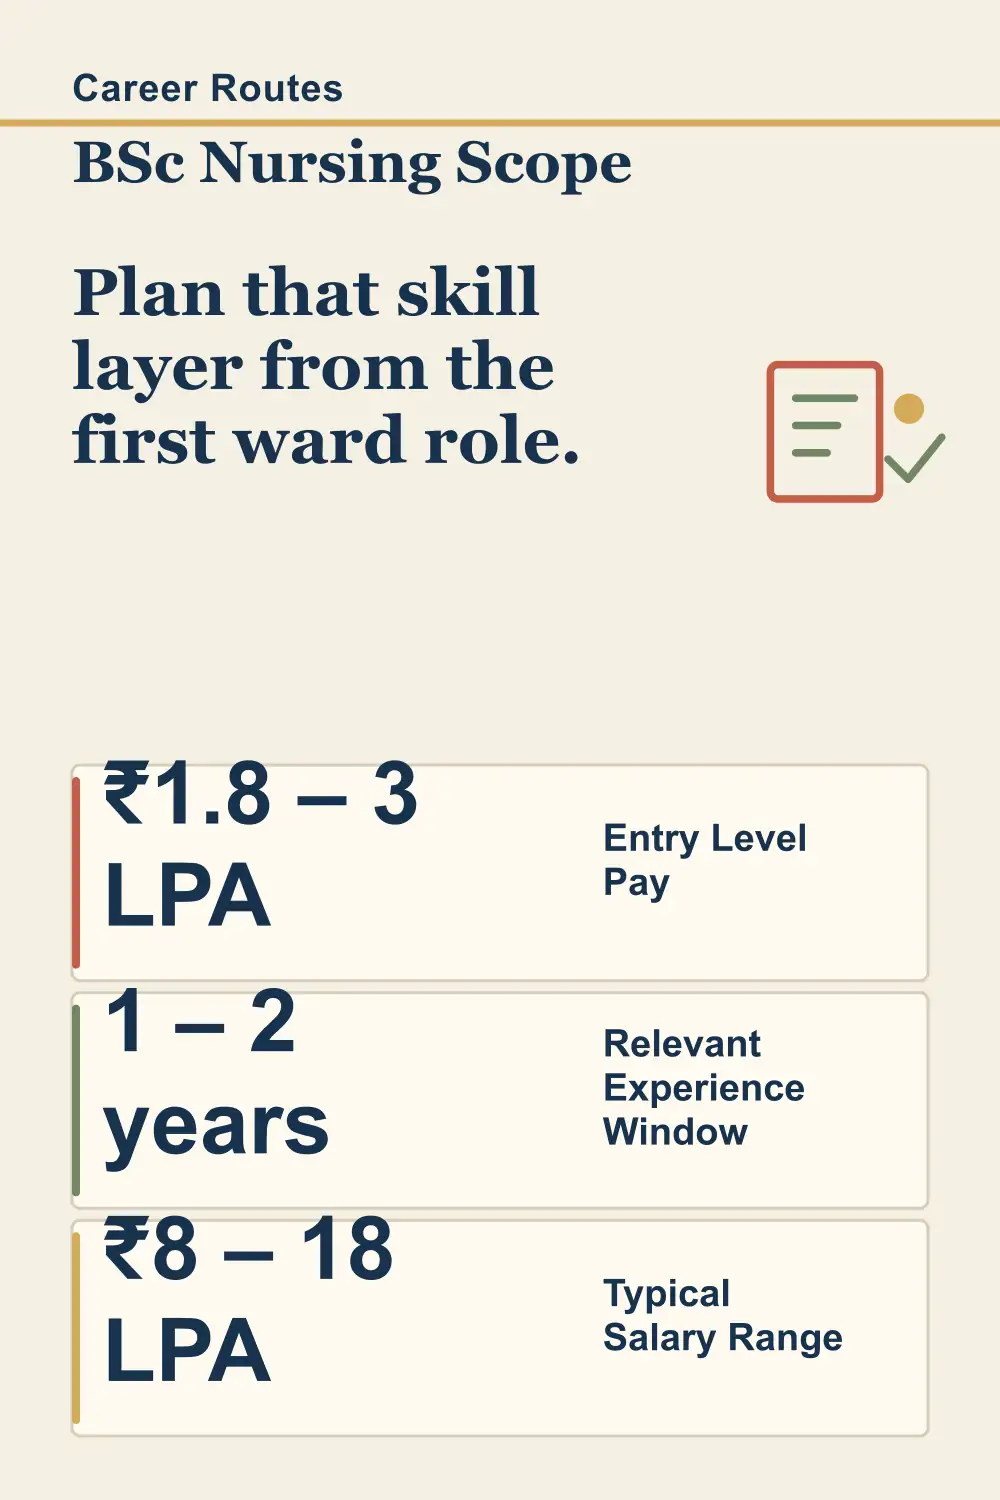 Career Routes
BSc Nursing Scope
Plan that skill
layer from the
first ward role.
₹1.8 – 3
LPA
Entry Level
Pay
1 – 2
years
Relevant
Experience
Window
₹8 – 18
LPA
Typical
Salary Range